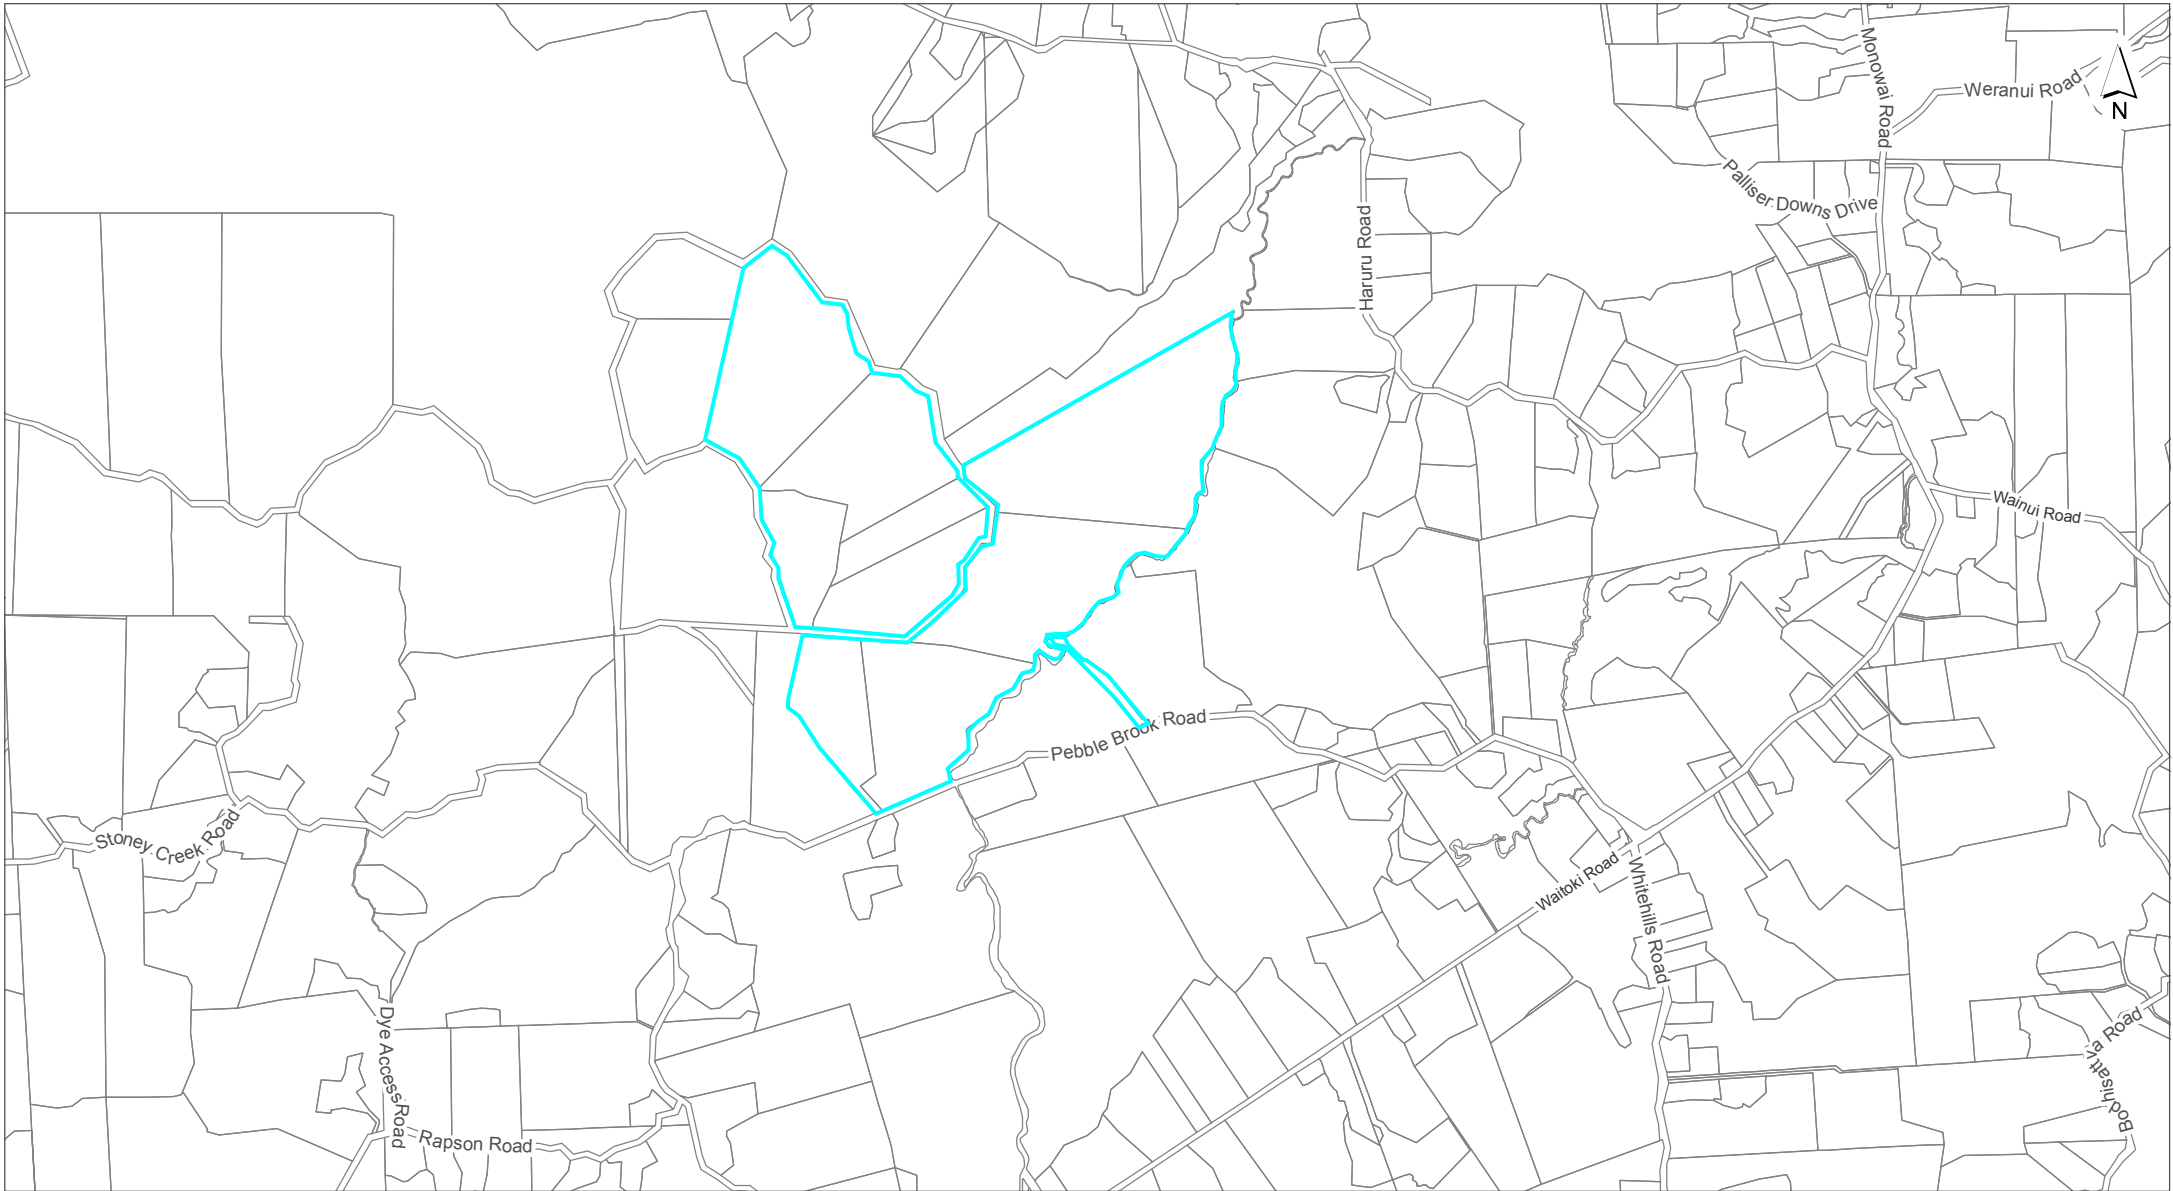 Monowai Road
Weranui Road
N
Palliser Downs Drive
Haruru Road
Wainui Road
Pebble Brook Road
Stoney Creek Road
Waitoki Road
Whitehills Road
Dye Access Road
Bodhisattva Road
Rapson Road